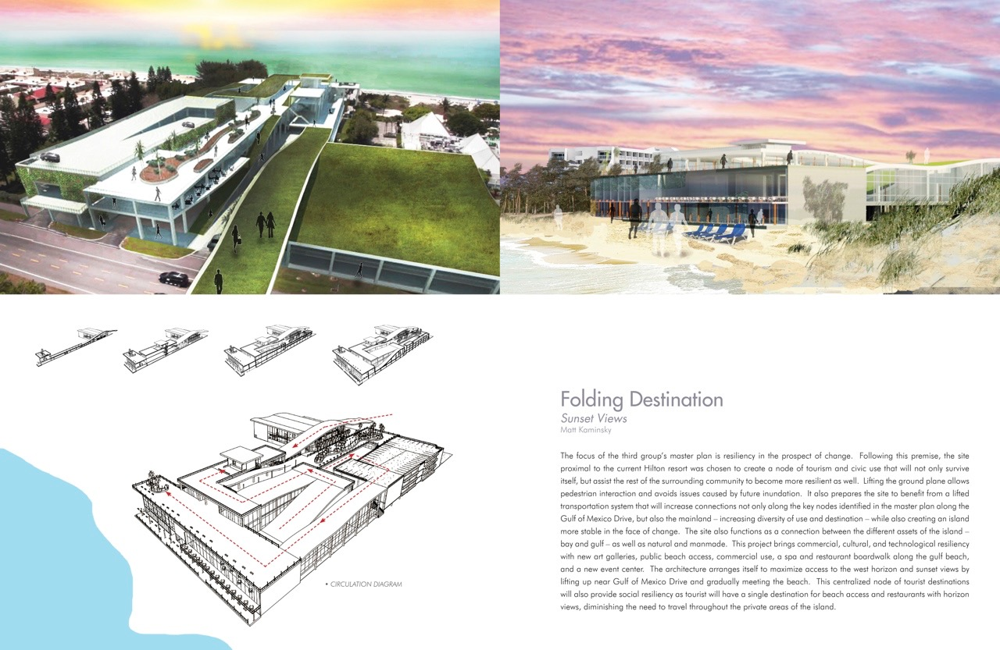 Folding Destination
Sunset Views
Matt Kaminsky
The focus of the third group's master plan is resiliency in the prospect of change.  Following this premise, the site
proximal to the current Hilton resort was chosen to create a node of tourism and civic use that will not only survive
itself, but assist the rest of the surrounding community to become more resilient as well.  Lifting the ground plane allows
pedestrian interaction and avoids issues caused by future inundation.  It also prepares the site to benefit from a lifted
transportation system that will increase connections not only along the key nodes identified in the master plan along the
Gulf of Mexico Drive, but also the mainland – increasing diversity of use and destination – while also creating an island
more stable in the face of change.  The site also functions as a connection between the different assets of the island –
bay and gulf – as well as natural and manmade.  This project brings commercial, cultural, and technological resiliency
with new art galleries, public beach access, commercial use, a spa and restaurant boardwalk along the gulf beach,
and a new event center.  The architecture arranges itself to maximize access to the west horizon and sunset views by
lifting up near Gulf of Mexico Drive and gradually meeting the beach.  This centralized node of tourist destinations
will also provide social resiliency as tourist will have a single destination for beach access and restaurants with horizon
views, diminishing the need to travel throughout the private areas of the island.
• CIRCULATION DIAGRAM